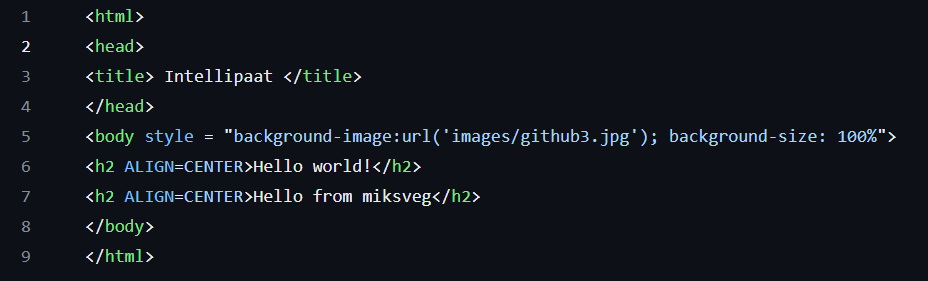 1 <html>
2 <head>
3 <title> Intellipaat </title>
4 </head>
5 <body style = "background-image:url('images/github3.jpg'); background-size: 100%">
6 <h2 ALIGN=CENTER>Hello world!</h2>
7 <h2 ALIGN=CENTER>Hello from miksveg</h2>
8 </body>
9 </html>